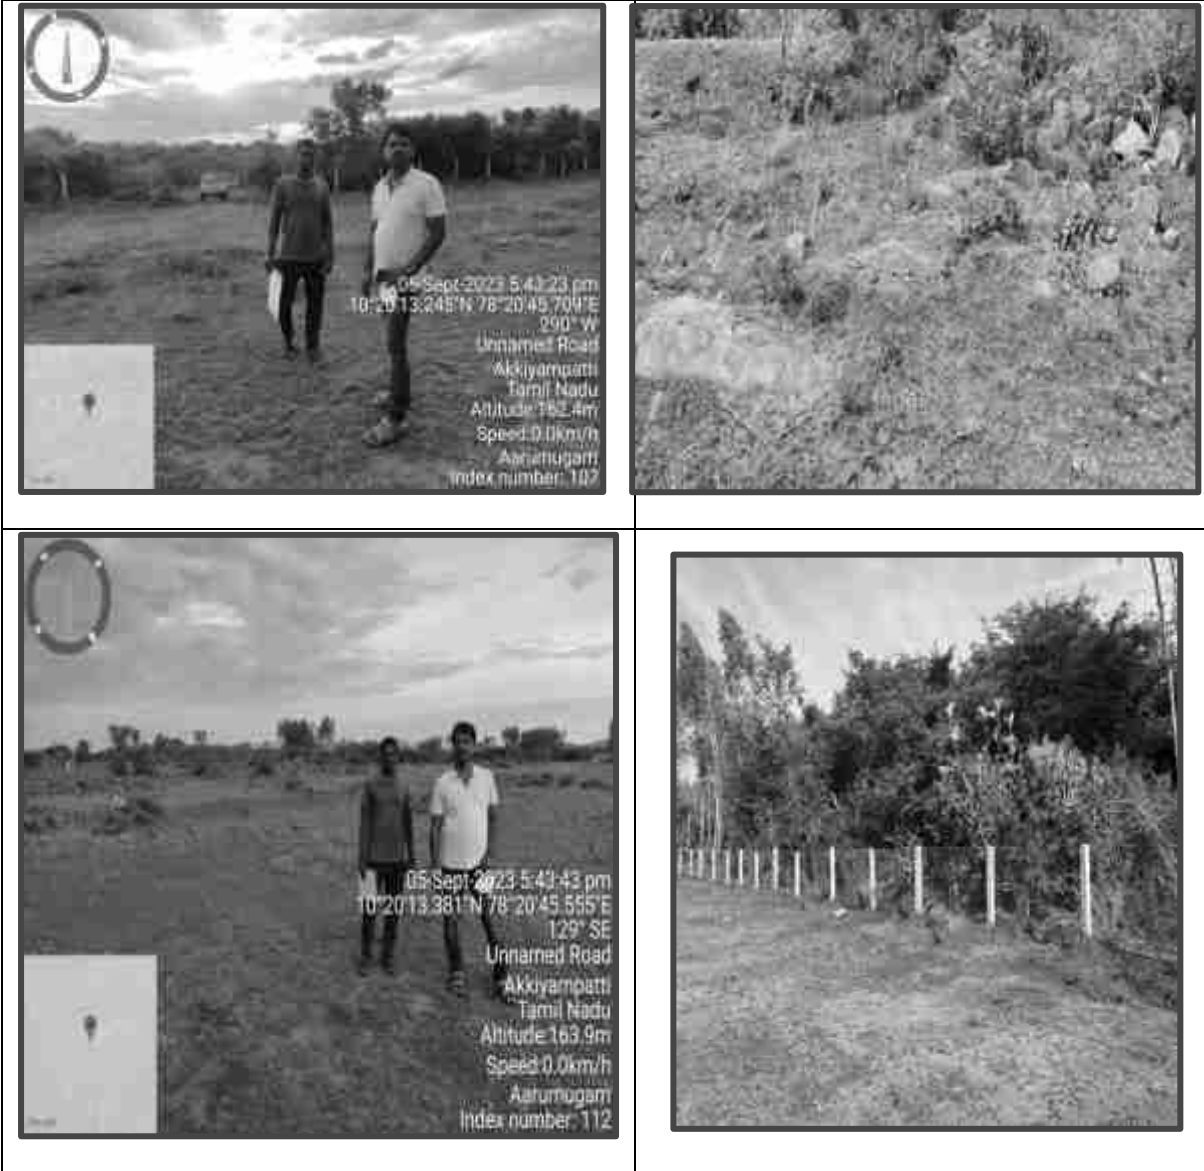 05-Sept-2023 5:43:23 pm
10°20'13.245"N 78°20'45.709"E
290° W
Unnamed Road
Akkiyampatti
Tamil Nadu
Altitude:162.4m
Speed:0.0km/h
Aarumugam
Index number: 107
05-Sept-2023 5:43:43 pm
10°20'13.381"N 78°20'45.555"E
129° SE
Unnamed Road
Akkiyampatti
Tamil Nadu
Altitude:163.9m
Speed:0.0km/h
Aarumugam
Index number: 112